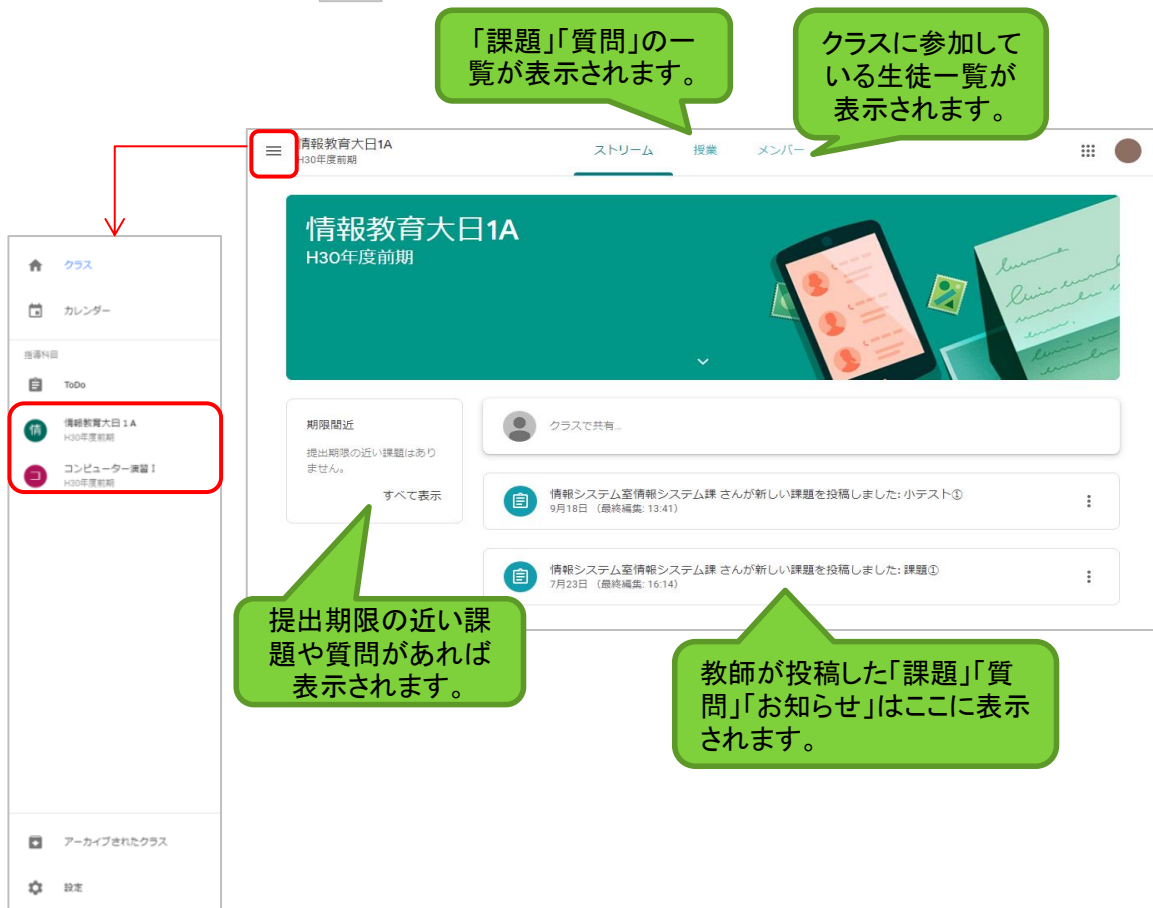 「課題」「質問」の一
覧が表示されます。
クラスに参加して
いる生徒一覧が
表示されます。
情報教育大日1A
H30年度前期
ストリーム
授業
メンバー
情報教育大日1A
H30年度前期
クラス
カレンダー
指導科目
ToDo
情
情報教育大日1A
H30年度前期
コ
コンピューター演習I
H30年度前期
アーカイブされたクラス
設定
期限間近
提出期限の近い課題はあり
ません。
すべて表示
クラスで共有...
情報システム室情報システム課 さんが新しい課題を投稿しました: 小テスト①
9月18日 (最終編集: 13:41)
情報システム室情報システム課 さんが新しい課題を投稿しました: 課題①
7月23日 (最終編集: 16:14)
提出期限の近い課
題や質問があれば
表示されます。
教師が投稿した「課題」「質
問」「お知らせ」はここに表示
されます。